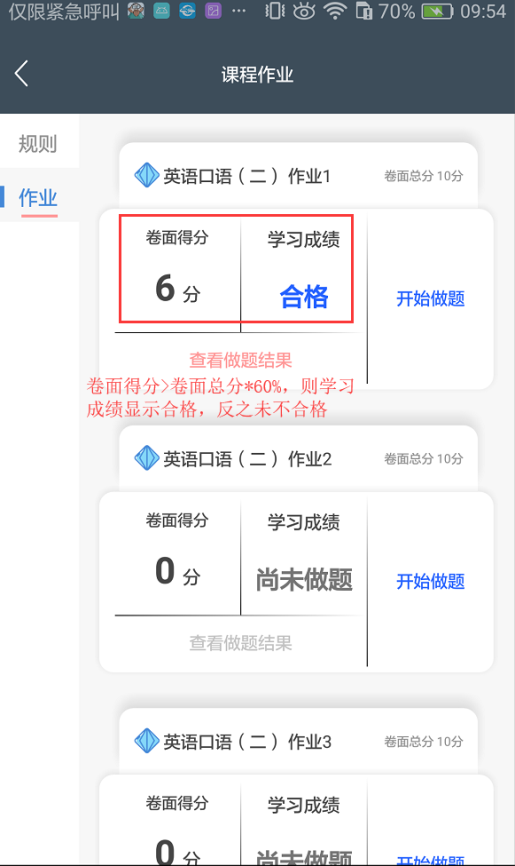 仅限紧急呼叫 ··· 70% 09:54
课程作业
规则
作业
英语口语（二）作业1 卷面总分 10分
卷面得分 学习成绩
6 分 合格 开始做题
查看做题结果
卷面得分>卷面总分*60%，则学习
成绩显示合格，反之未不合格
英语口语（二）作业2 卷面总分 10分
卷面得分 学习成绩
0 分 尚未做题 开始做题
查看做题结果
英语口语（二）作业3 卷面总分 10分
卷面得分 学习成绩
0 分 尚未做题 开始做题